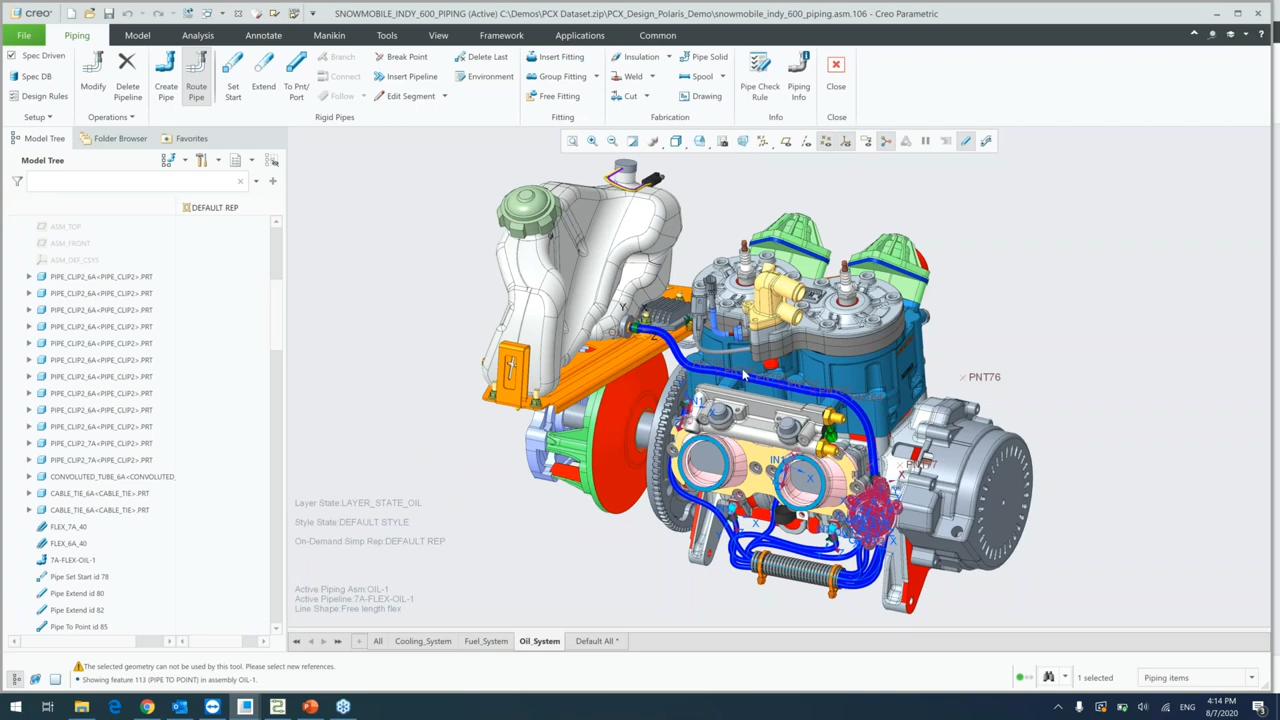 creo
SNOWMOBILE_INDY_600_PIPING (Active) C:\Demos\PCX Dataset.zip\PCX_Design_Polaris_Demo\snowmobile_indy_600_piping.asm.106 - Creo Parametric
File
Piping
Model
Analysis
Annotate
Manikin
Tools
View
Framework
Applications
Common
Spec Driven
Spec DB
Design Rules
Setup
Modify
Delete Pipeline
Operations
Create Pipe
Route Pipe
Set Start
Extend
To Pnt/ Port
Branch
Connect
Follow
Break Point
Insert Pipeline
Edit Segment
Delete Last
Environment
Rigid Pipes
Insert Fitting
Group Fitting
Free Fitting
Fitting
Insulation
Weld
Cut
Pipe Solid
Spool
Drawing
Fabrication
Pipe Check Rule
Piping Info
Info
Close
Close
Model Tree
Folder Browser
Favorites
Model Tree
DEFAULT REP
ASM_TOP
ASM_FRONT
ASM_DEF_CSYS
PIPE_CLIP2_6A<PIPE_CLIP2>.PRT
PIPE_CLIP2_6A<PIPE_CLIP2>.PRT
PIPE_CLIP2_6A<PIPE_CLIP2>.PRT
PIPE_CLIP2_6A<PIPE_CLIP2>.PRT
PIPE_CLIP2_6A<PIPE_CLIP2>.PRT
PIPE_CLIP2_6A<PIPE_CLIP2>.PRT
PIPE_CLIP2_6A<PIPE_CLIP2>.PRT
PIPE_CLIP2_6A<PIPE_CLIP2>.PRT
PIPE_CLIP2_6A<PIPE_CLIP2>.PRT
PIPE_CLIP2_6A<PIPE_CLIP2>.PRT
PIPE_CLIP2_7A<PIPE_CLIP2>.PRT
PIPE_CLIP2_7A<PIPE_CLIP2>.PRT
CONVOLUTED_TUBE_6A<CONVOLUTED_
CABLE_TIE_6A<CABLE_TIE>.PRT
CABLE_TIE_6A<CABLE_TIE>.PRT
FLEX_7A_40
FLEX_6A_40
7A-FLEX-OIL-1
Pipe Set Start id 78
Pipe Extend id 80
Pipe Extend id 82
Pipe To Point id 85
PNT76
Layer State:LAYER_STATE_OIL
Style State:DEFAULT STYLE
On-Demand Simp Rep:DEFAULT REP
Active Piping Asm:OIL-1
Active Pipeline:7A-FLEX-OIL-1
Line Shape:Free length flex
All
Cooling_System
Fuel_System
Oil_System
Default All *
The selected geometry can not be used by this tool. Please select new references.
Showing feature 113 (PIPE TO POINT) in assembly OIL-1.
1 selected
Piping items
ENG
4:14 PM
8/7/2020